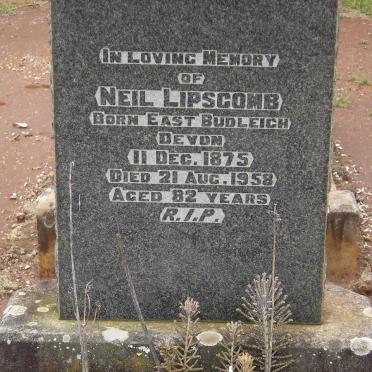 In Loving Memory
of
Neil Lipscomb
Born East Budleigh
Devon
11 Dec. 1875
Died 21 Aug. 1958
Aged 82 years
R.I.P.